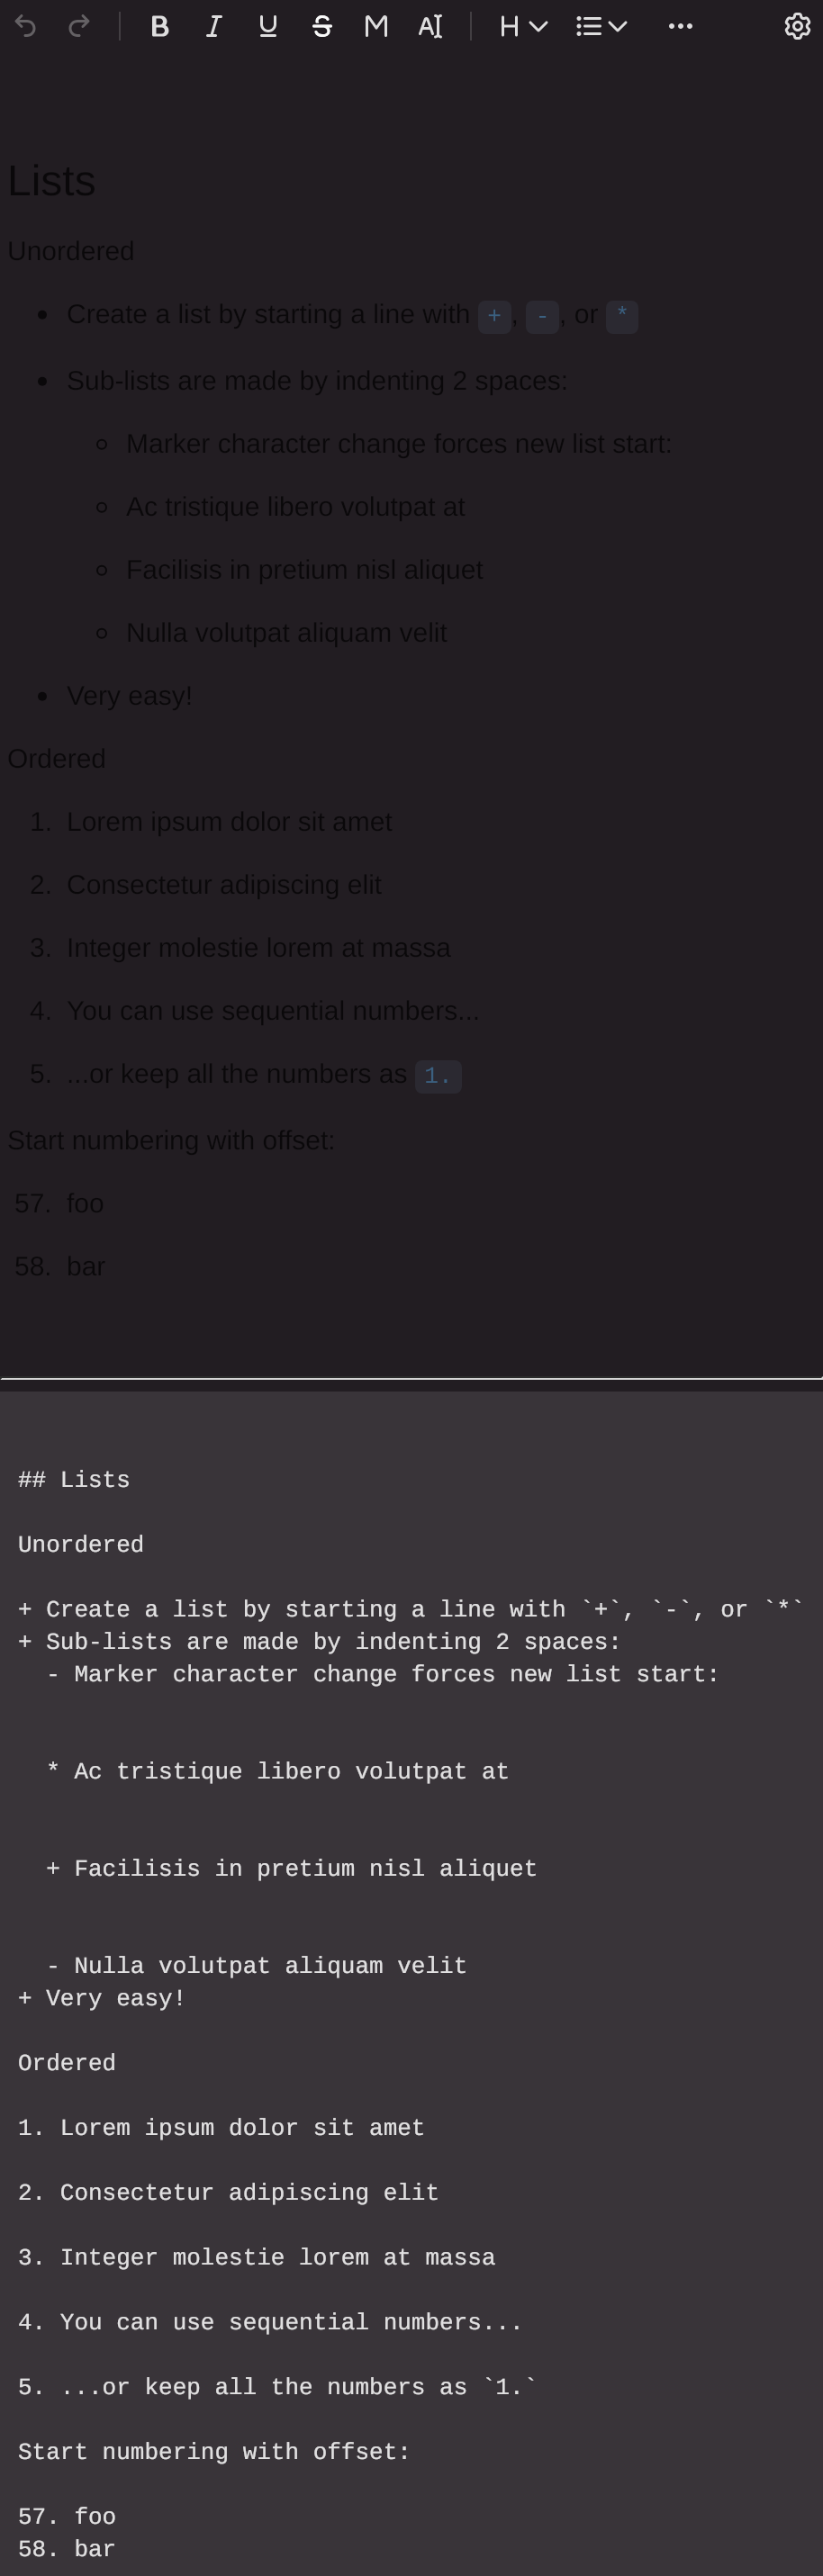 B I U S M AI H
Lists
Unordered
• Create a list by starting a line with +, -, or *
• Sub-lists are made by indenting 2 spaces:
◦ Marker character change forces new list start:
◦ Ac tristique libero volutpat at
◦ Facilisis in pretium nisl aliquet
◦ Nulla volutpat aliquam velit
• Very easy!
Ordered
1. Lorem ipsum dolor sit amet
2. Consectetur adipiscing elit
3. Integer molestie lorem at massa
4. You can use sequential numbers...
5. ...or keep all the numbers as 1.
Start numbering with offset:
57. foo
58. bar
## Lists
Unordered
+ Create a list by starting a line with `+`, `-`, or `*`
+ Sub-lists are made by indenting 2 spaces:
  - Marker character change forces new list start:
  * Ac tristique libero volutpat at
  + Facilisis in pretium nisl aliquet
  - Nulla volutpat aliquam velit
+ Very easy!
Ordered
1. Lorem ipsum dolor sit amet
2. Consectetur adipiscing elit
3. Integer molestie lorem at massa
4. You can use sequential numbers...
5. ...or keep all the numbers as `1.`
Start numbering with offset:
57. foo
58. bar